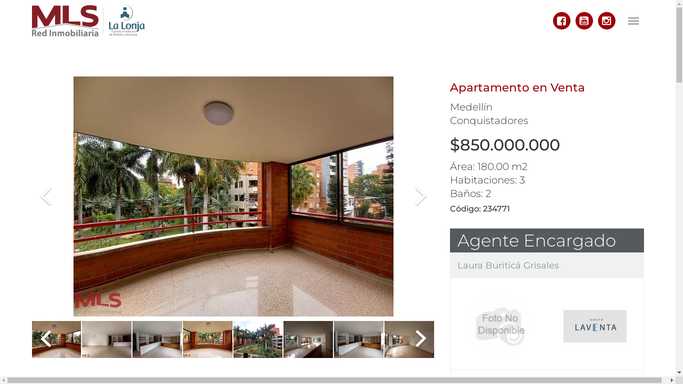 MLS
Red Inmobiliaria
La Lonja
Apartamento en Venta
Medellín
Conquistadores
$850.000.000
Área: 180.00 m2
Habitaciones: 3
Baños: 2
Código: 234771
Agente Encargado
Laura Buriticá Grisales
Foto No
Disponible
LAVENTA
MLS